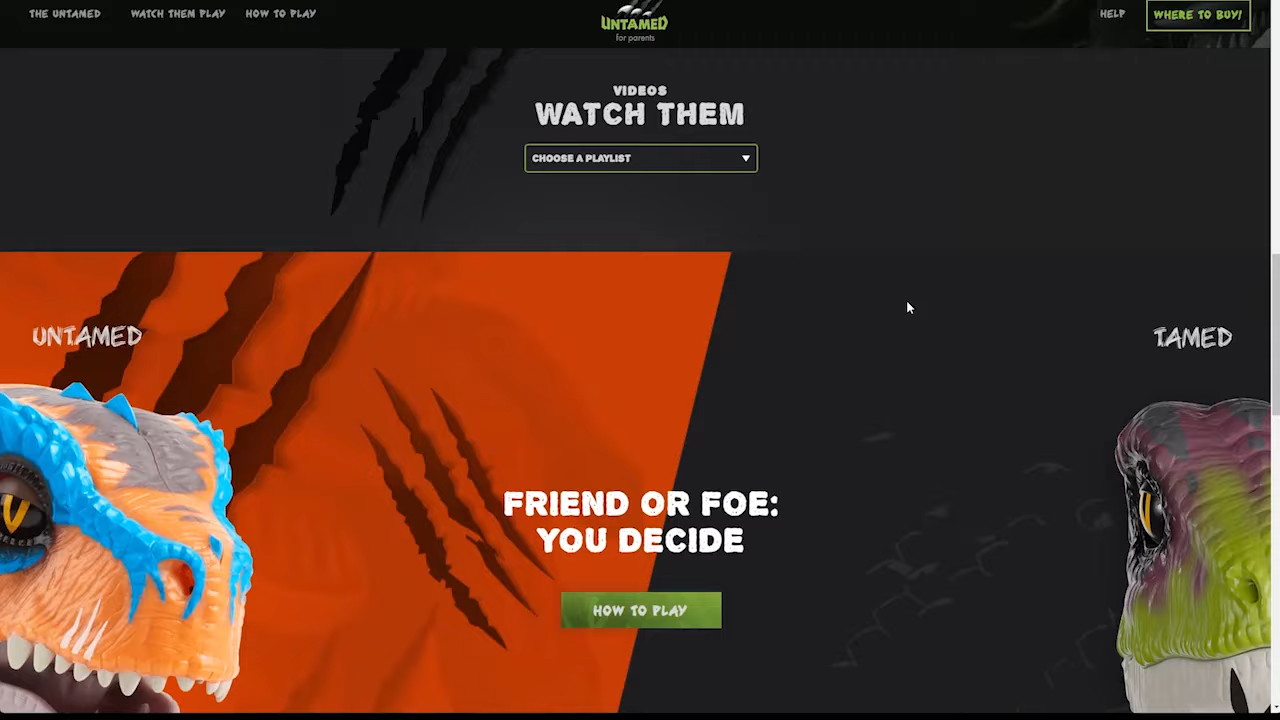 THE UNTAMED
WATCH THEM PLAY
HOW TO PLAY
UNTAMED
for parents
HELP
WHERE TO BUY!
VIDEOS
WATCH THEM
CHOOSE A PLAYLIST
UNTAMED
TAMED
FRIEND OR FOE:
YOU DECIDE
HOW TO PLAY